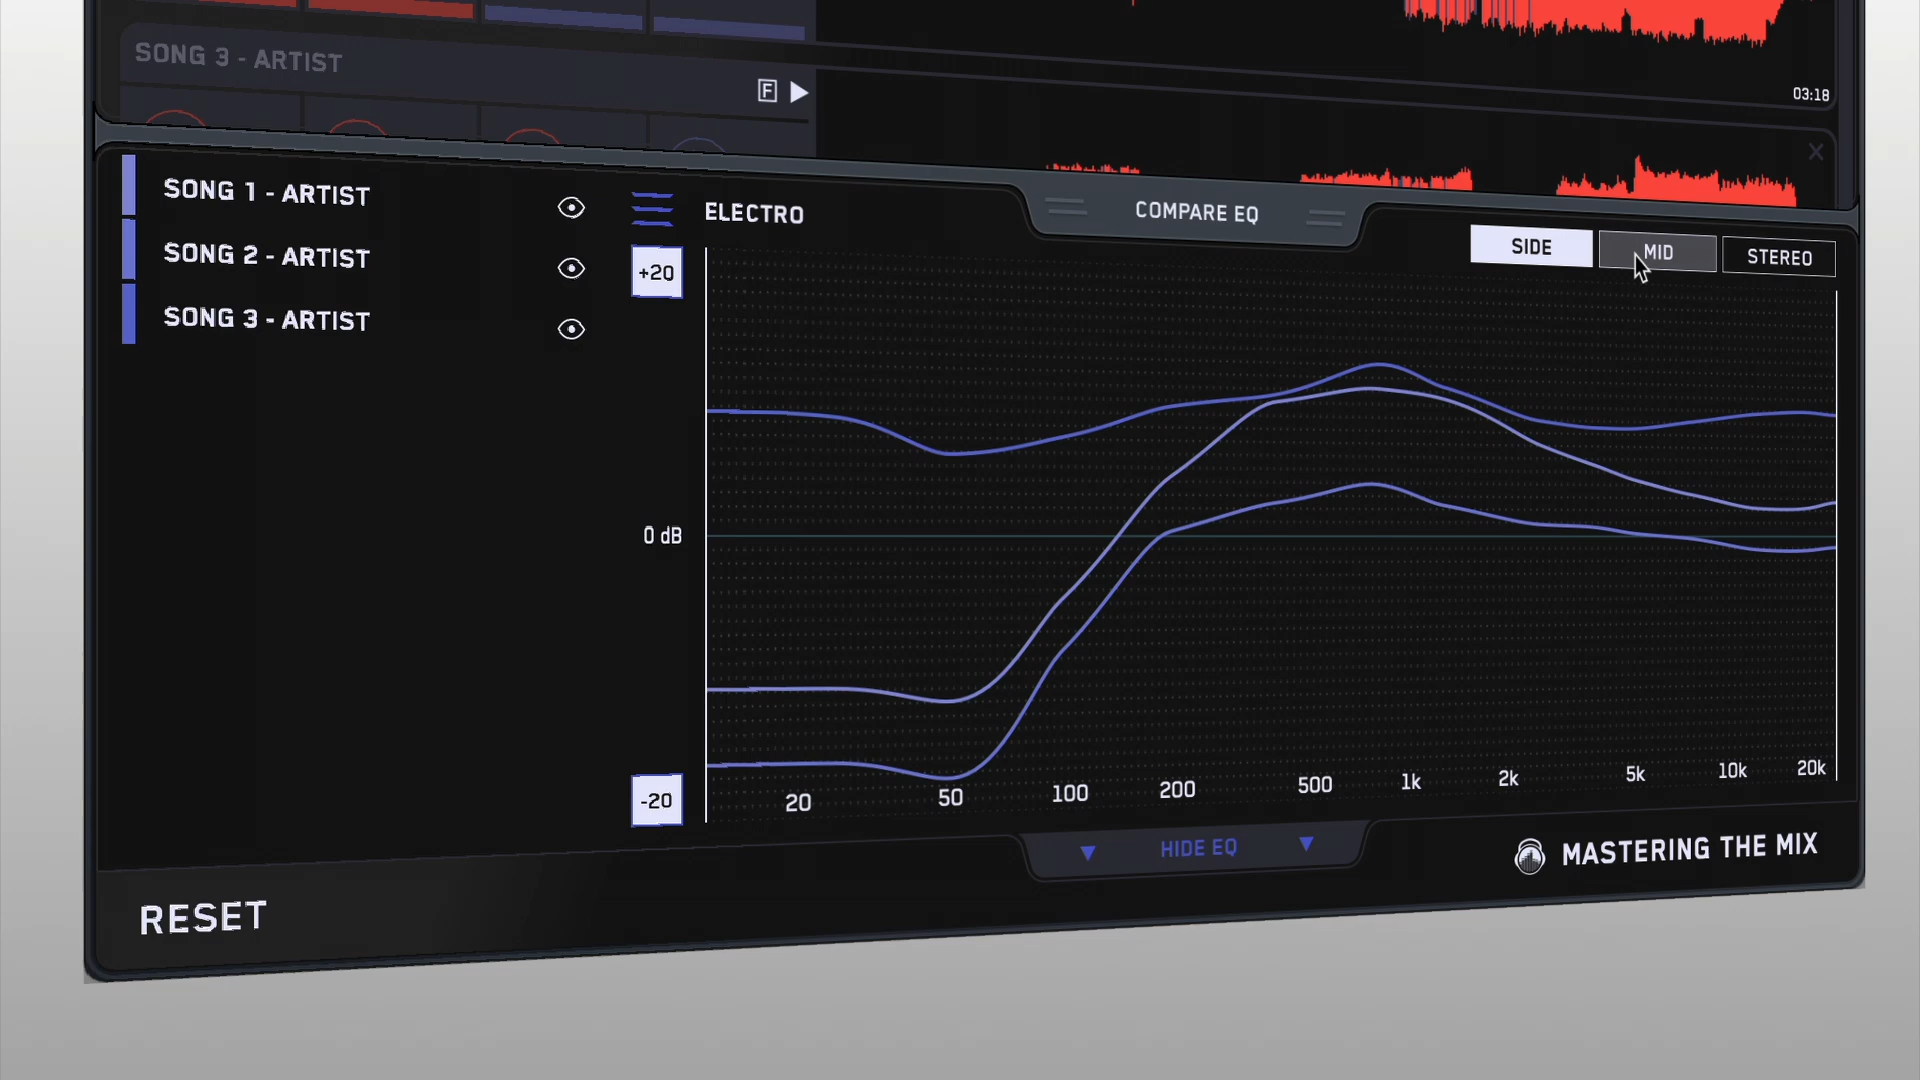 SONG 3 - ARTIST
F
03:18
X
SONG 1 - ARTIST
ELECTRO
COMPARE EQ
SIDE
MID
STEREO
SONG 2 - ARTIST
+20
SONG 3 - ARTIST
0 dB
-20
20 50 100 200 500 1k 2k 5k 10k 20k
HIDE EQ
MASTERING THE MIX
RESET